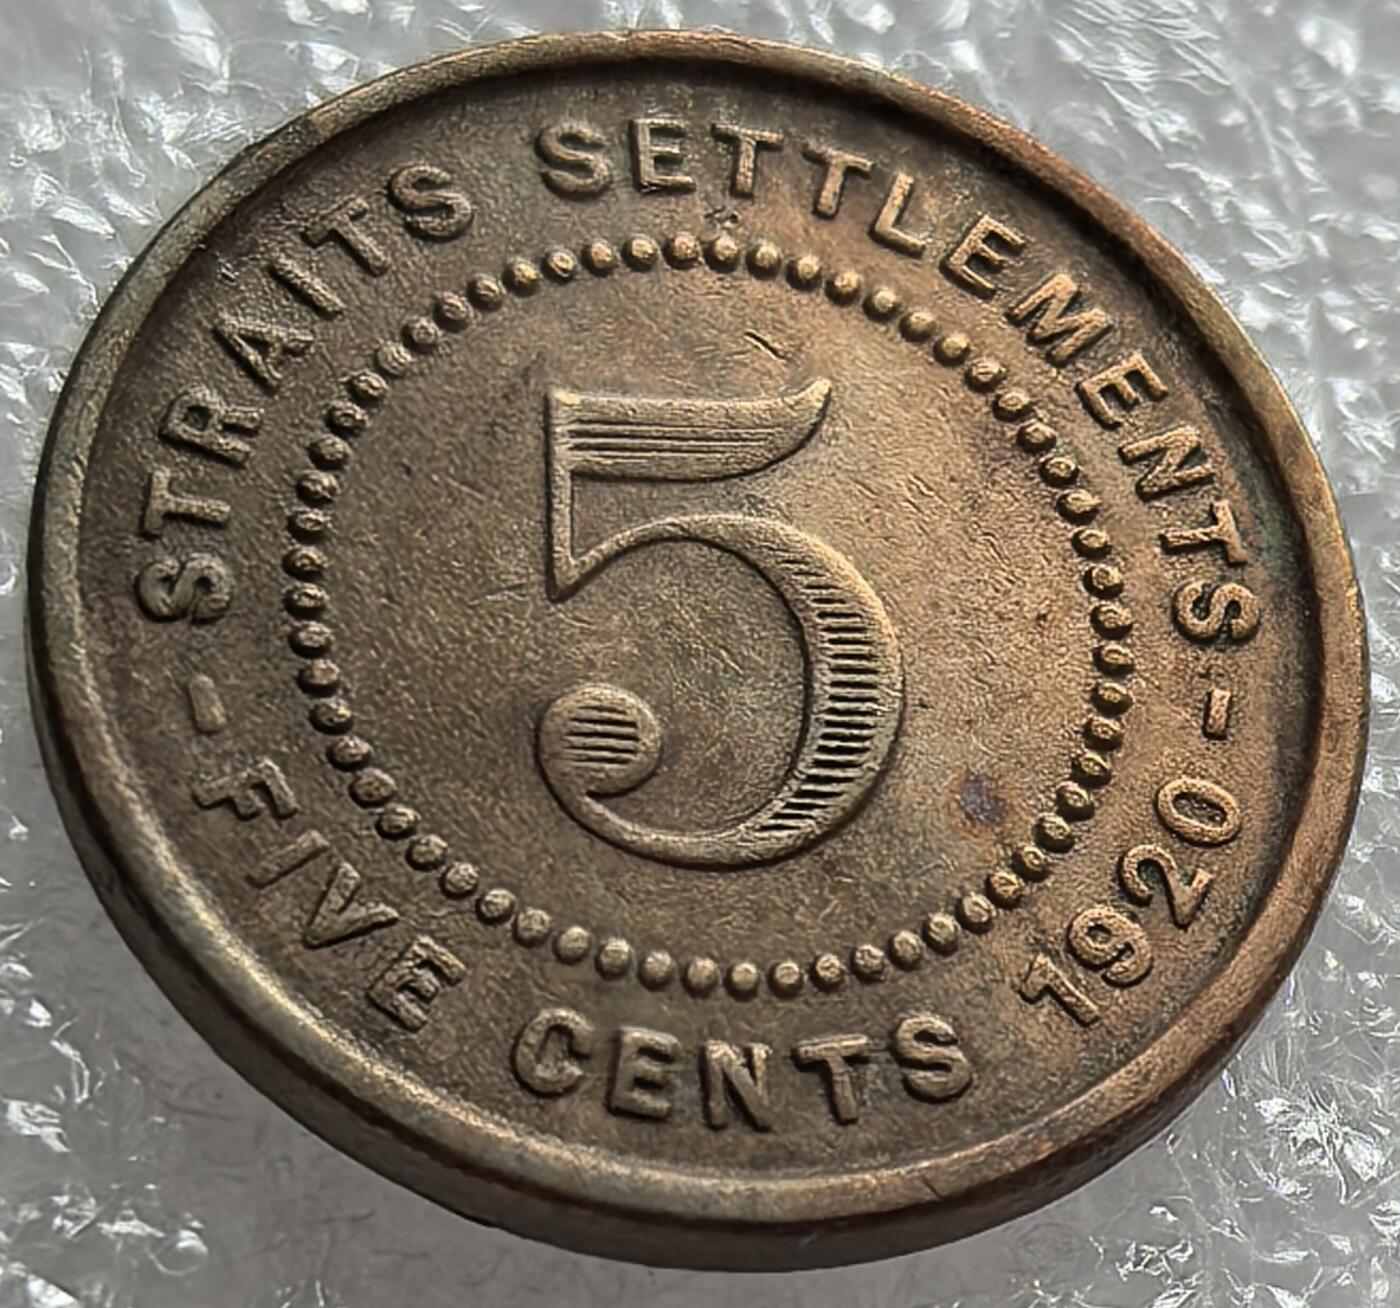 STRAITS SETTLEMENTS
5
- FIVE CENTS 1920 -